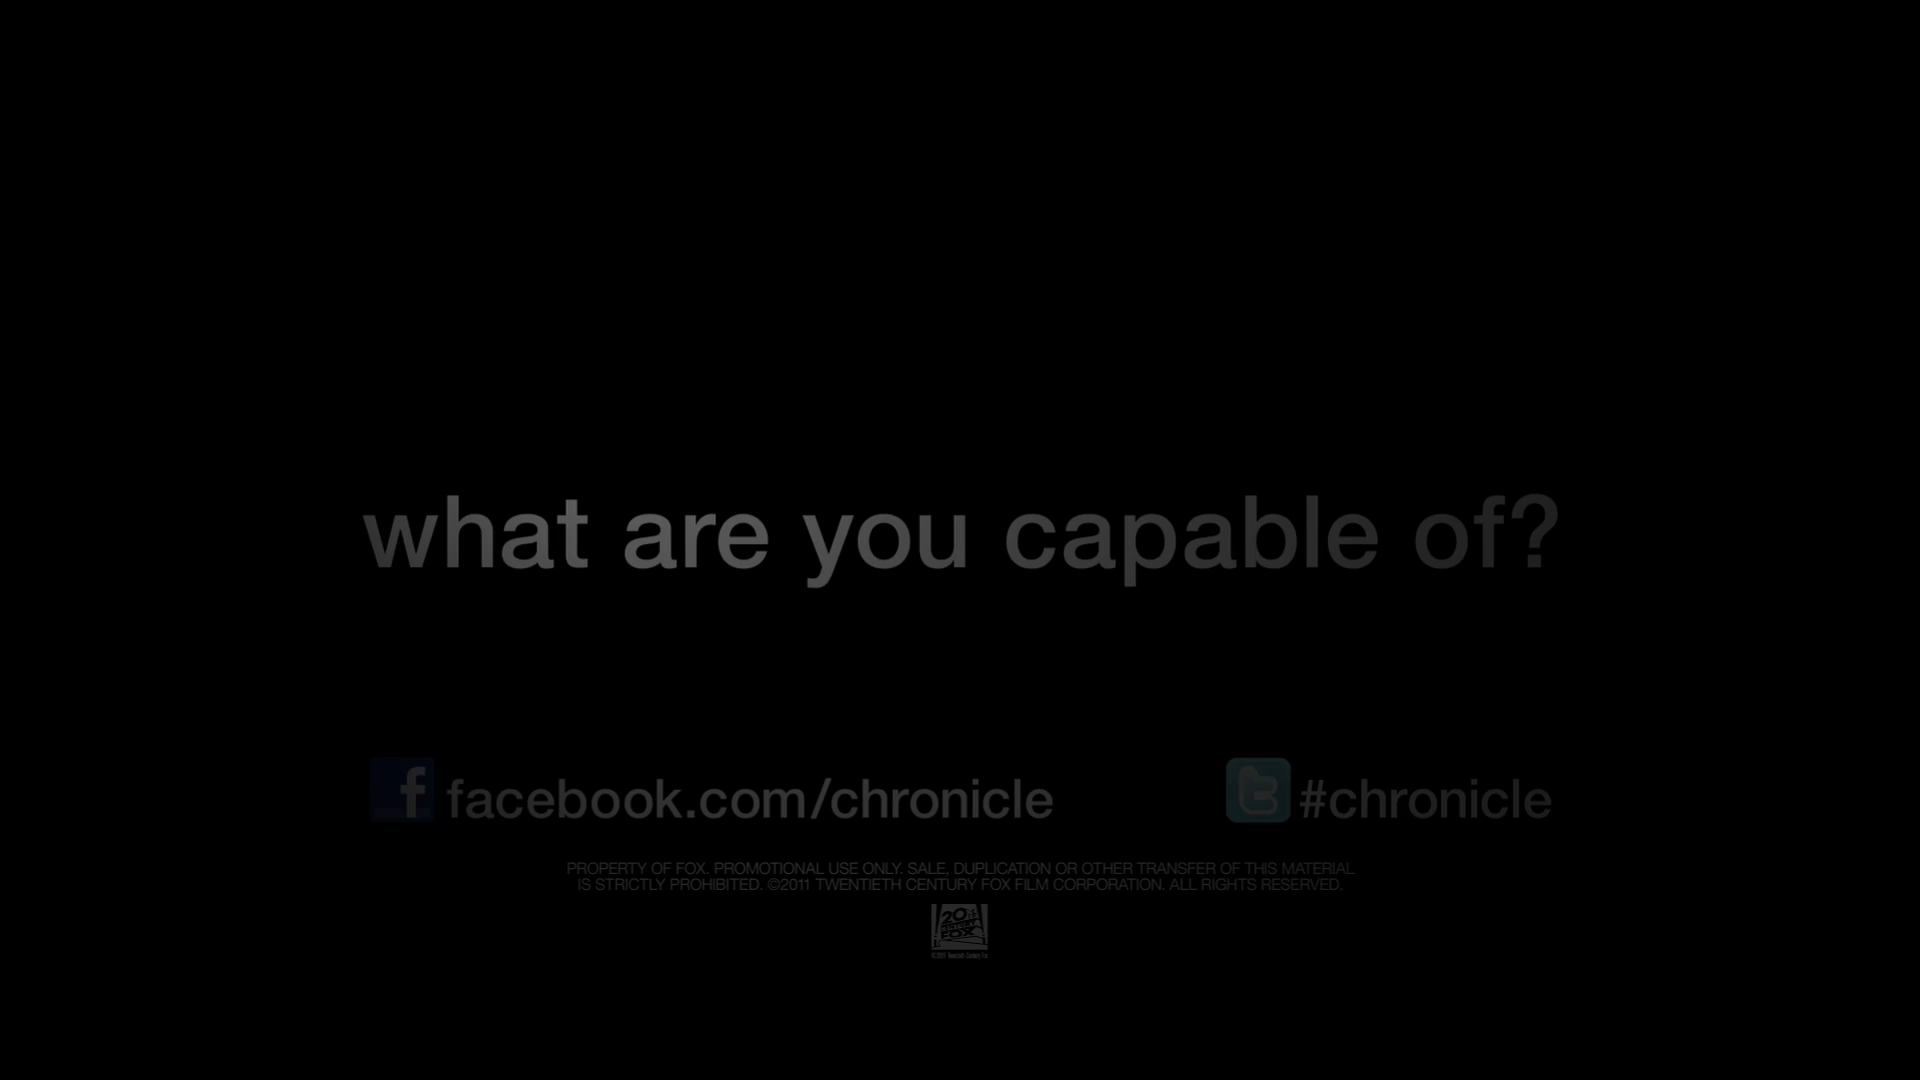 what are you capable of?
f facebook.com/chronicle
t #chronicle
PROPERTY OF FOX. PROMOTIONAL USE ONLY. SALE, DUPLICATION OR OTHER TRANSFER OF THIS MATERIAL
IS STRICTLY PROHIBITED. ©2011 TWENTIETH CENTURY FOX FILM CORPORATION. ALL RIGHTS RESERVED.
20th
CENTURY
FOX